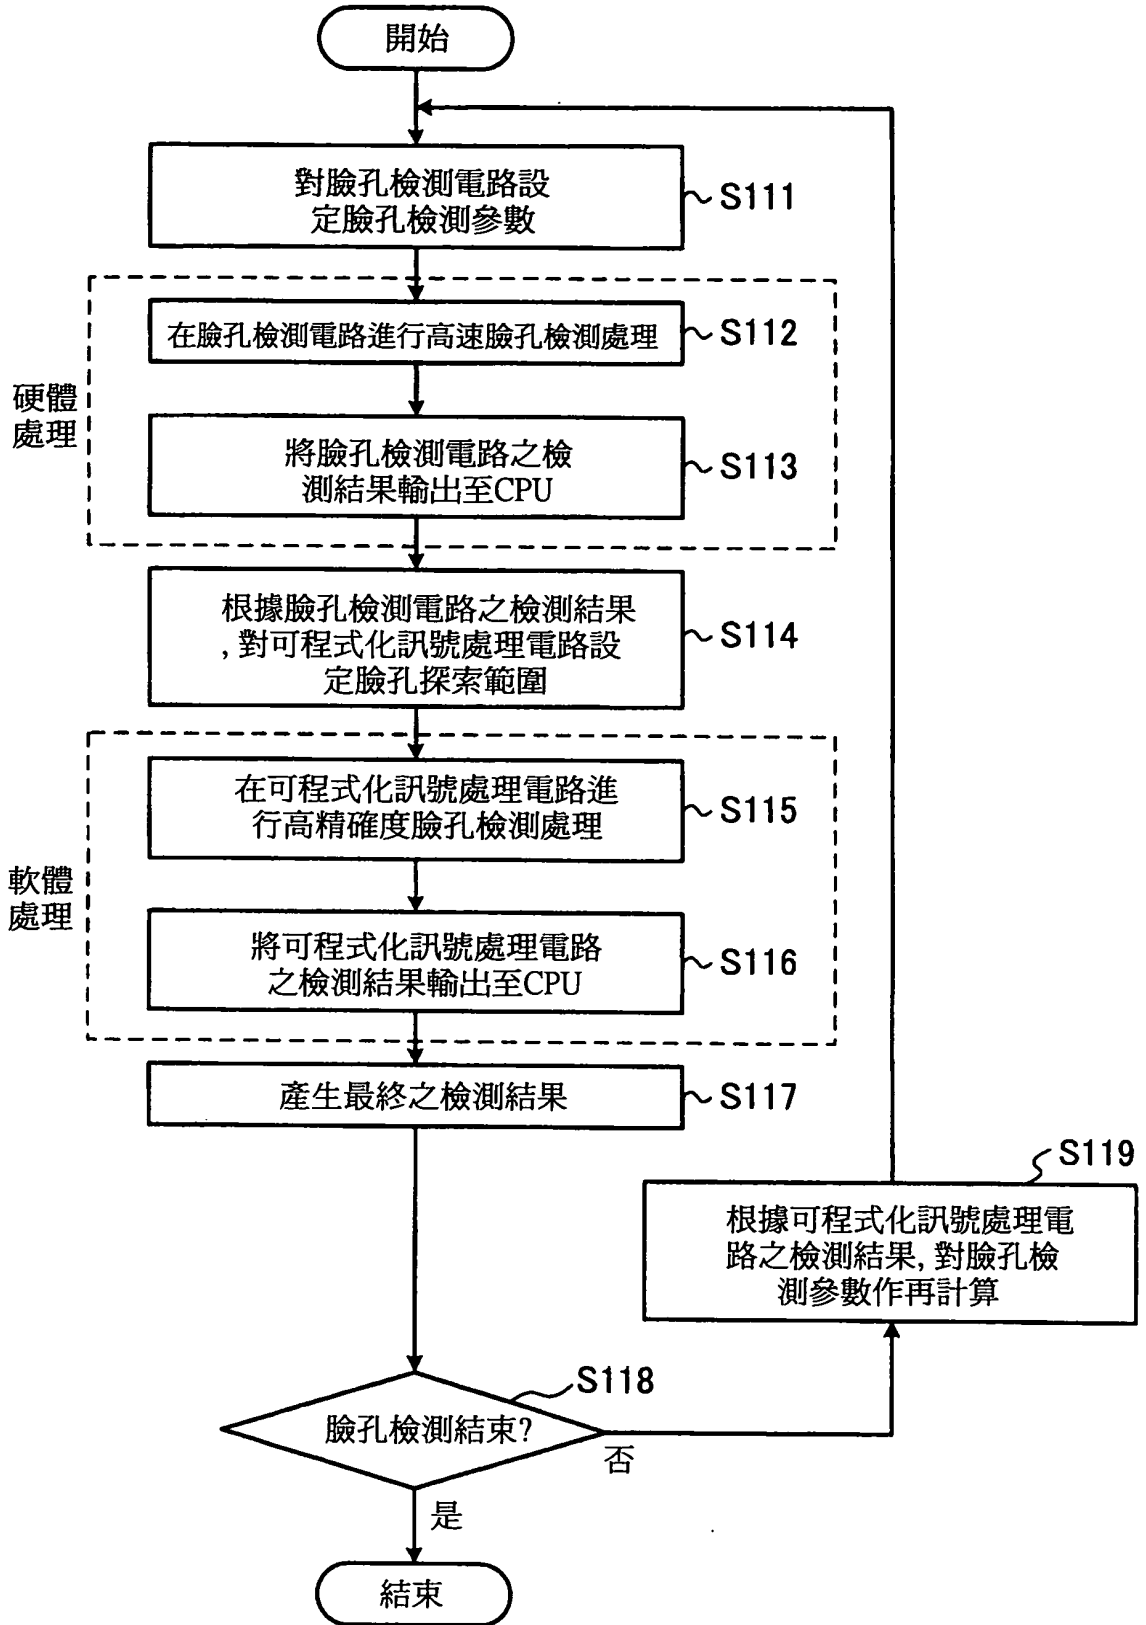 開始
對臉孔檢測電路設
定臉孔檢測參數
S111
在臉孔檢測電路進行高速臉孔檢測處理
S112
硬體
處理
將臉孔檢測電路之檢
測結果輸出至CPU
S113
根據臉孔檢測電路之檢測結果
,對可程式化訊號處理電路設
定臉孔探索範圍
S114
在可程式化訊號處理電路進
行高精確度臉孔檢測處理
S115
軟體
處理
將可程式化訊號處理電路
之檢測結果輸出至CPU
S116
產生最終之檢測結果
S117
S119
根據可程式化訊號處理電
路之檢測結果,對臉孔檢
測參數作再計算
S118
臉孔檢測結束?
否
是
結束